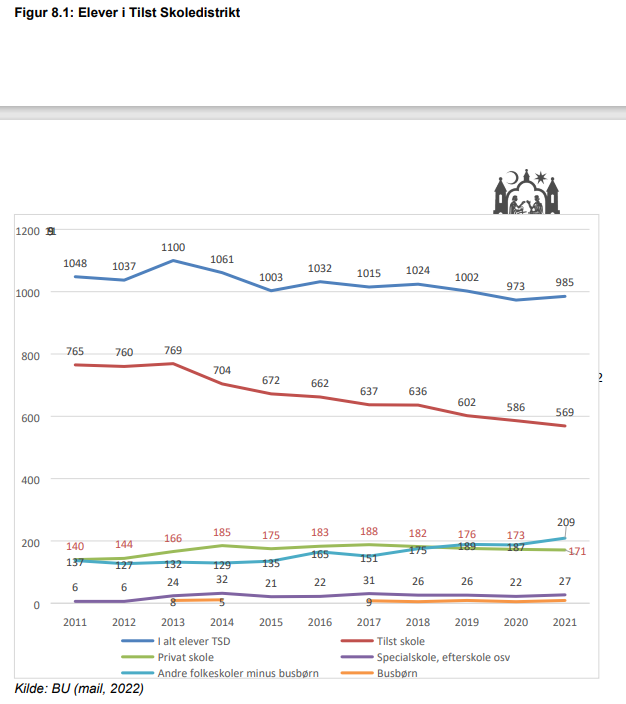 Figur 8.1: Elever i Tilst Skoledistrikt
1200
1048 1037 1100 1061 1003 1032 1015 1024 1002 973 985
1000
800
765 760 769 704 672 662 637 636 602 586 569
2
600
400
200
140 144 166 185 175 183 188 182 176 173 171
137 127 132 129 135 165 151 175 189 187 209
6 6 24 32 21 22 31 26 26 22 27
8 5 9
0
2011 2012 2013 2014 2015 2016 2017 2018 2019 2020 2021
I alt elever TSD Tilst skole
Privat skole Specialskole, efterskole osv
Andre folkeskoler minus busbørn Busbørn
Kilde: BU (mail, 2022)